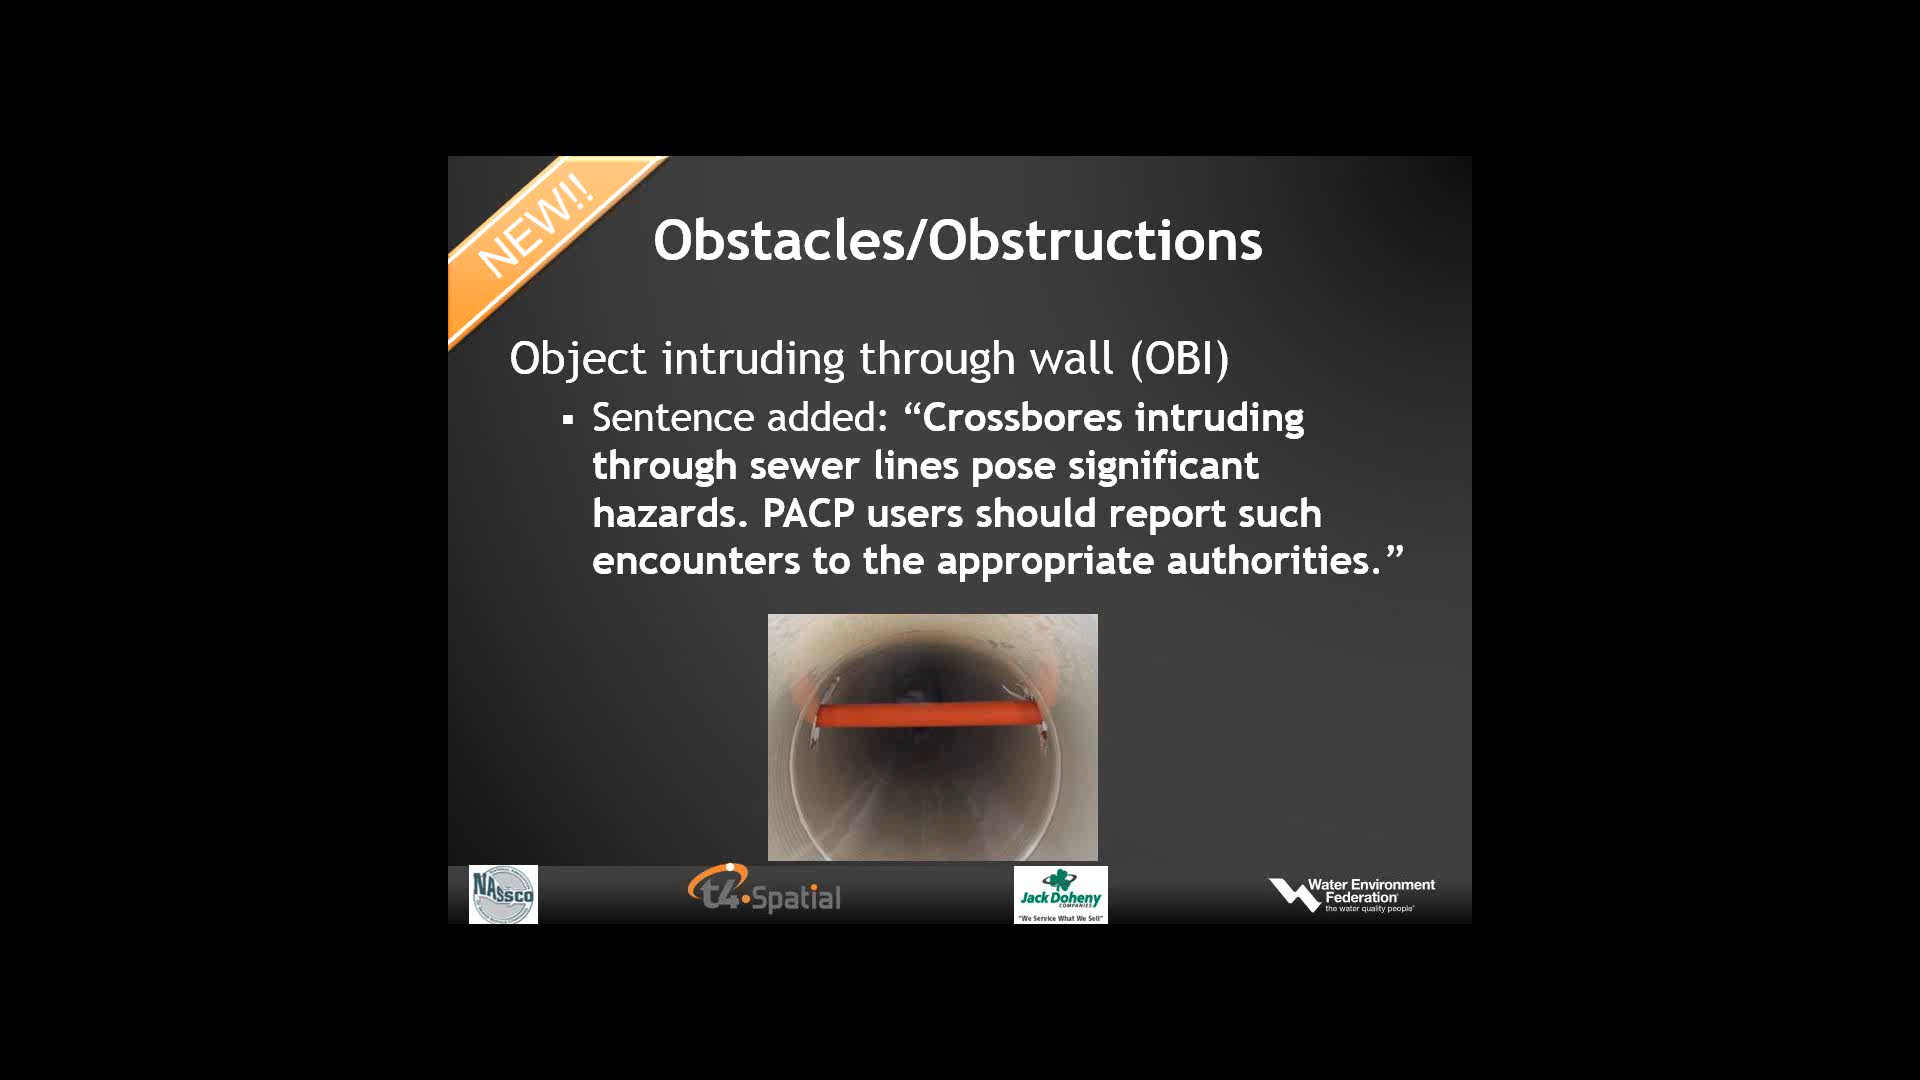 NEW!!
Obstacles/Obstructions
Object intruding through wall (OBI)
▪ Sentence added: “Crossbores intruding
through sewer lines pose significant
hazards. PACP users should report such
encounters to the appropriate authorities.”
NASSCO
t4.Spatial
Jack Doheny
COMPANIES
"We Service What We Sell"
Water Environment
Federation
the water quality people